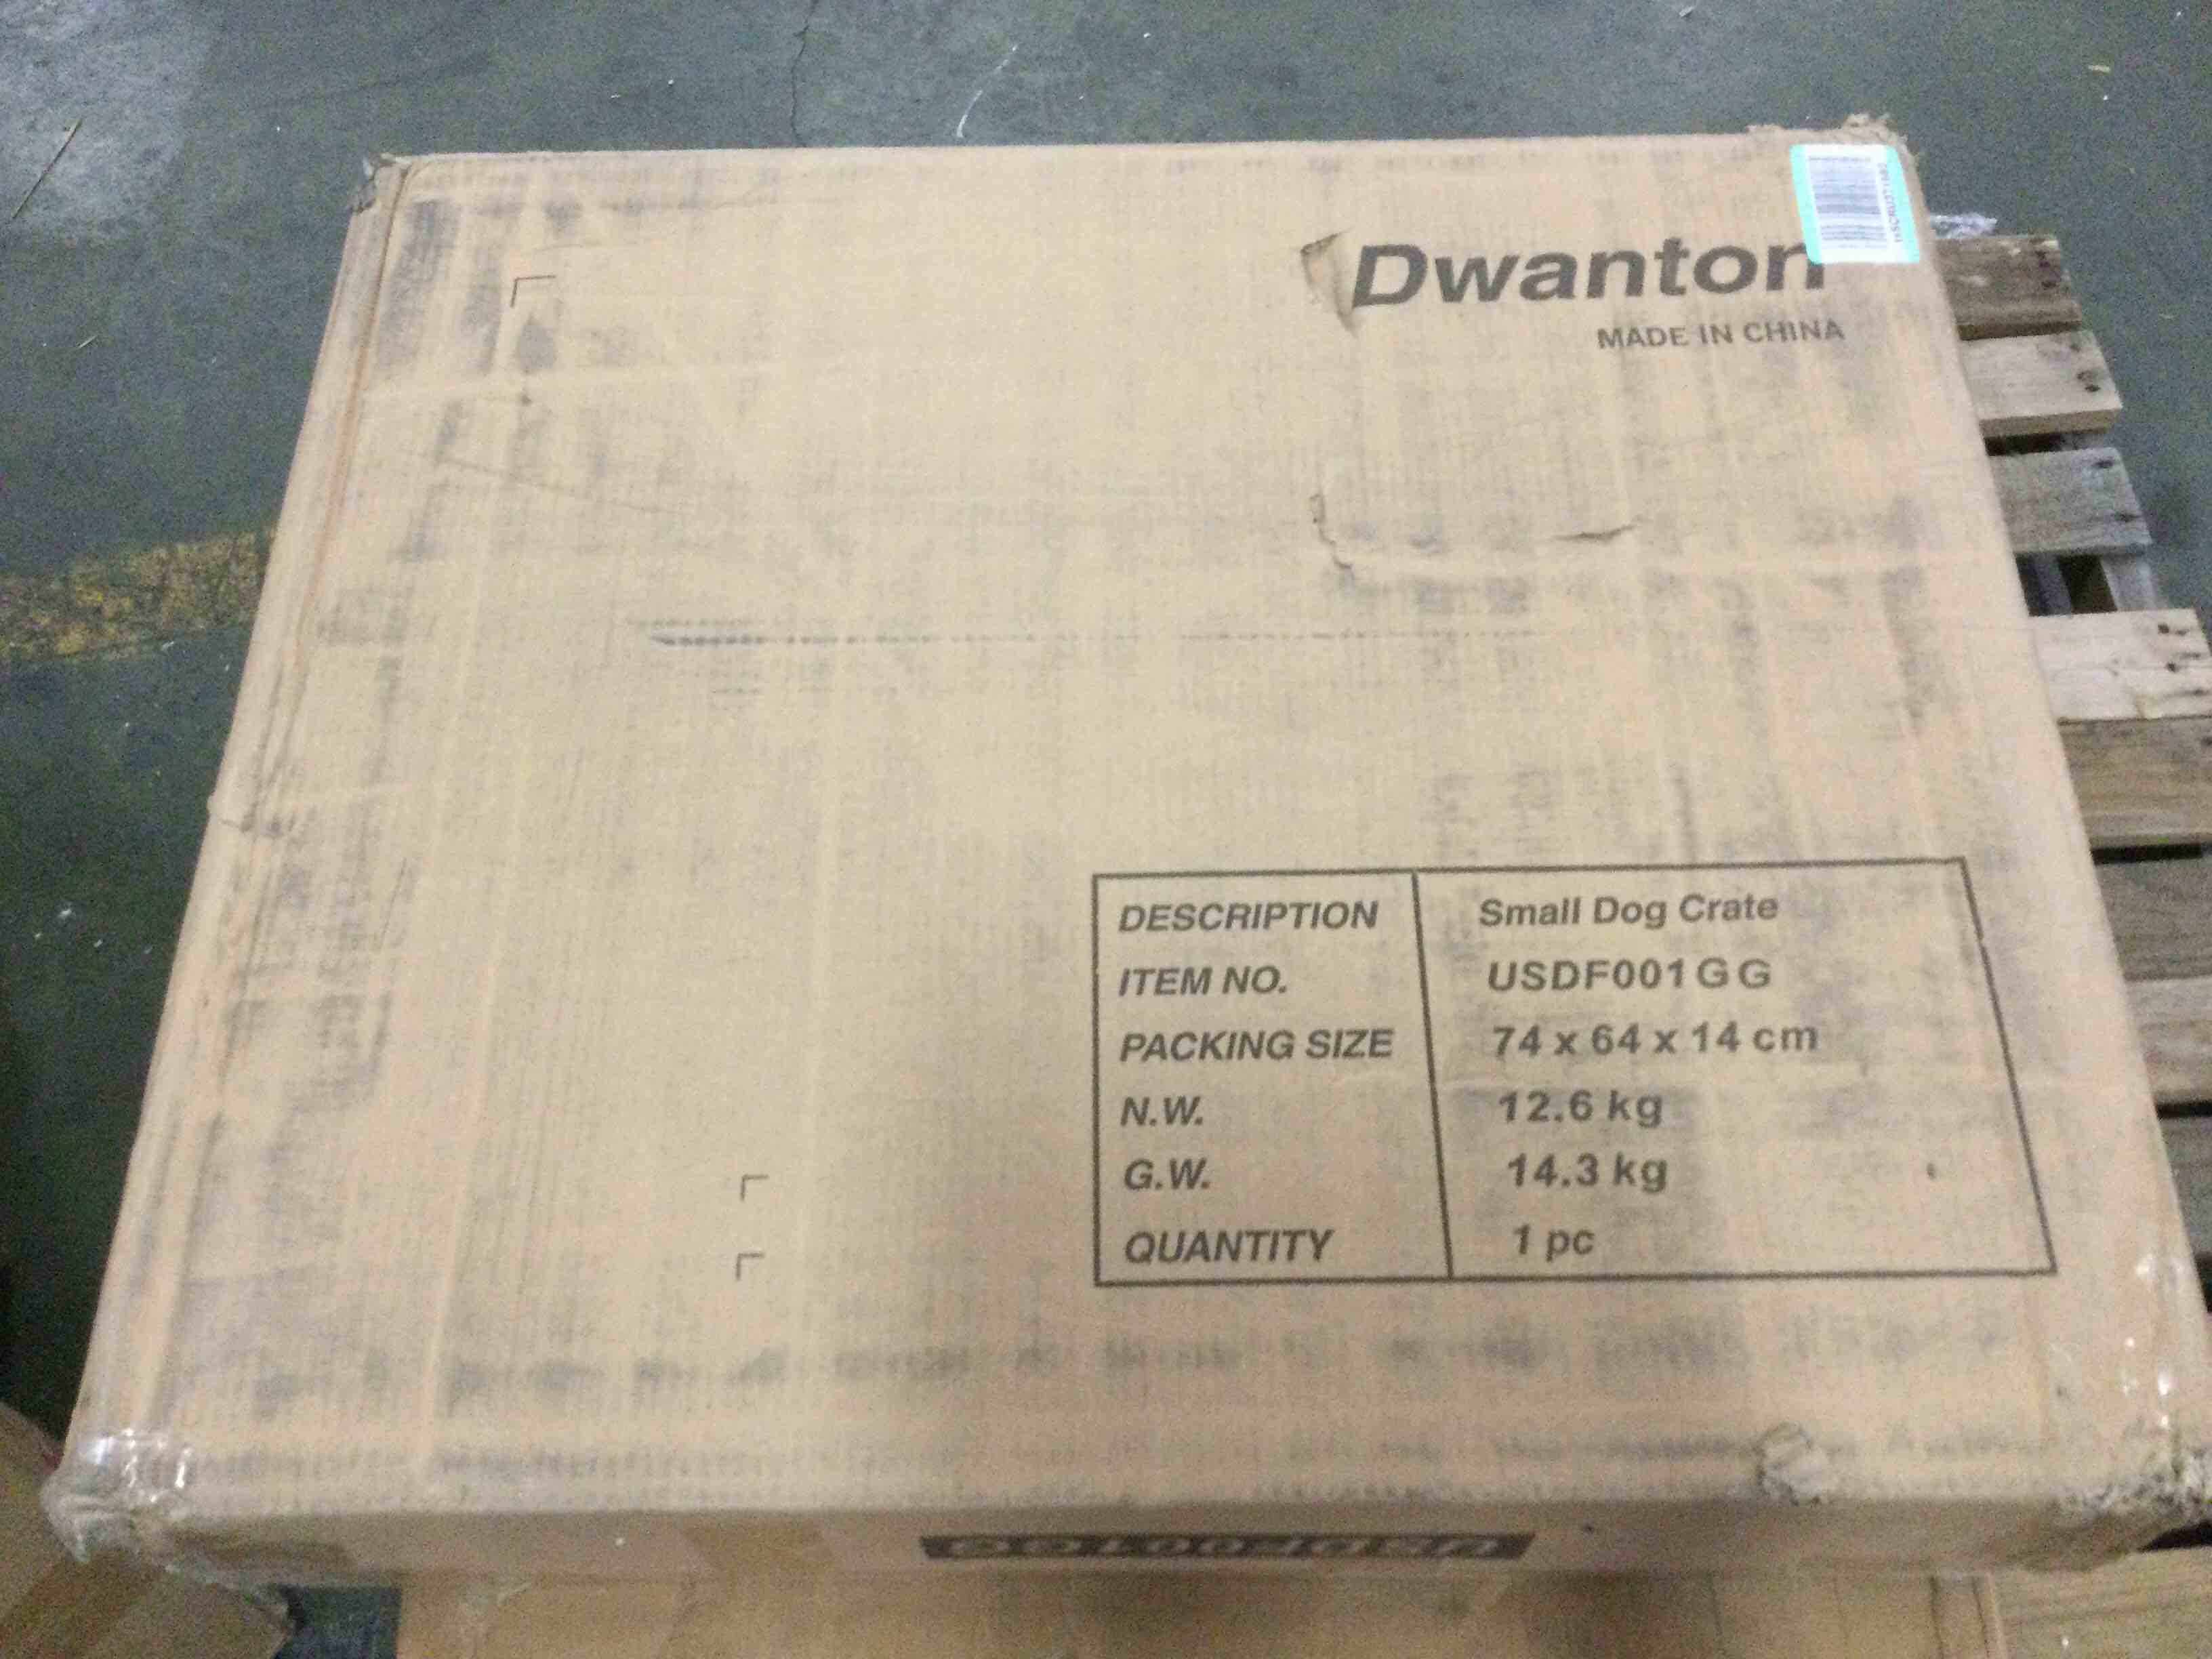 Dwanton
MADE IN CHINA
DESCRIPTION Small Dog Crate
ITEM NO. USDF001GG
PACKING SIZE 74 x 64 x 14 cm
N.W. 12.6 kg
G.W. 14.3 kg
QUANTITY 1 pc